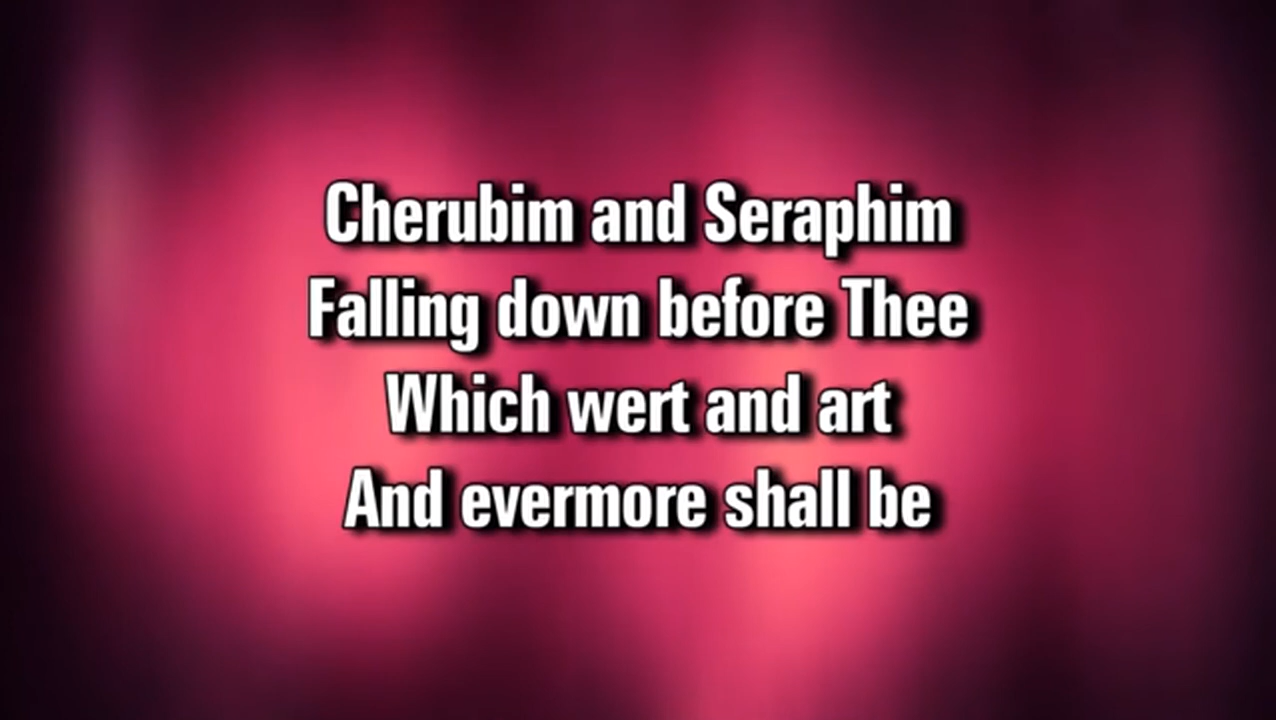 Cherubim and Seraphim
Falling down before Thee
Which wert and art
And evermore shall be